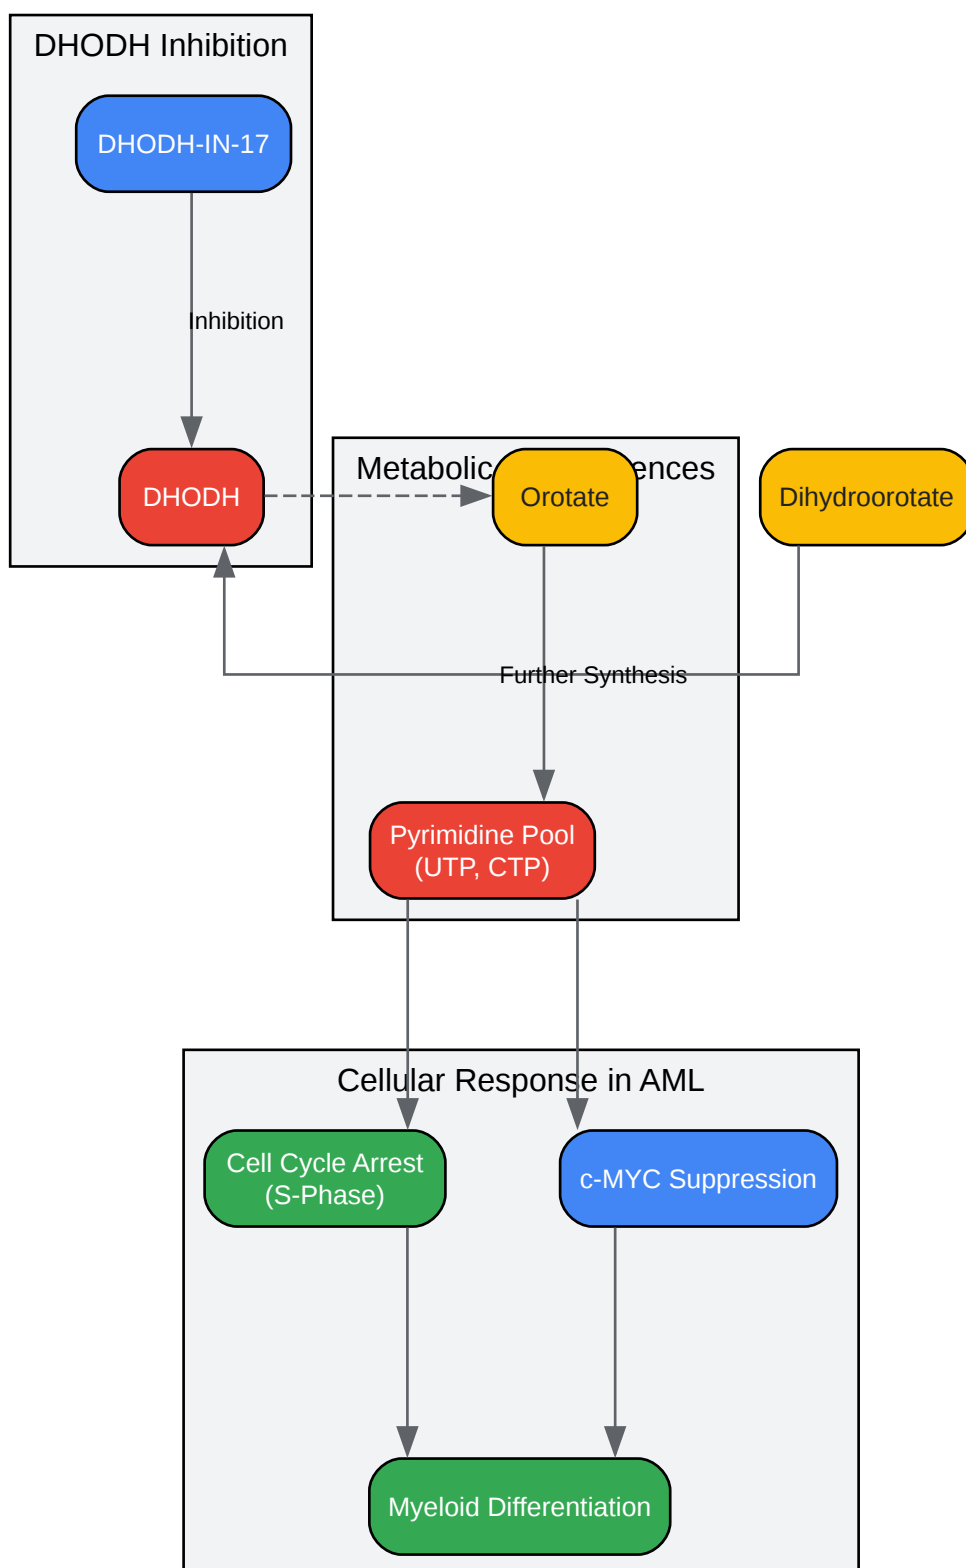 DHODH Inhibition
DHODH-IN-17
Inhibition
DHODH
Metabolic
ences
Orotate
Dihydroorotate
Further Synthesis
Pyrimidine Pool
(UTP, CTP)
Cellular Response in AML
Cell Cycle Arrest
(S-Phase)
c-MYC Suppression
Myeloid Differentiation